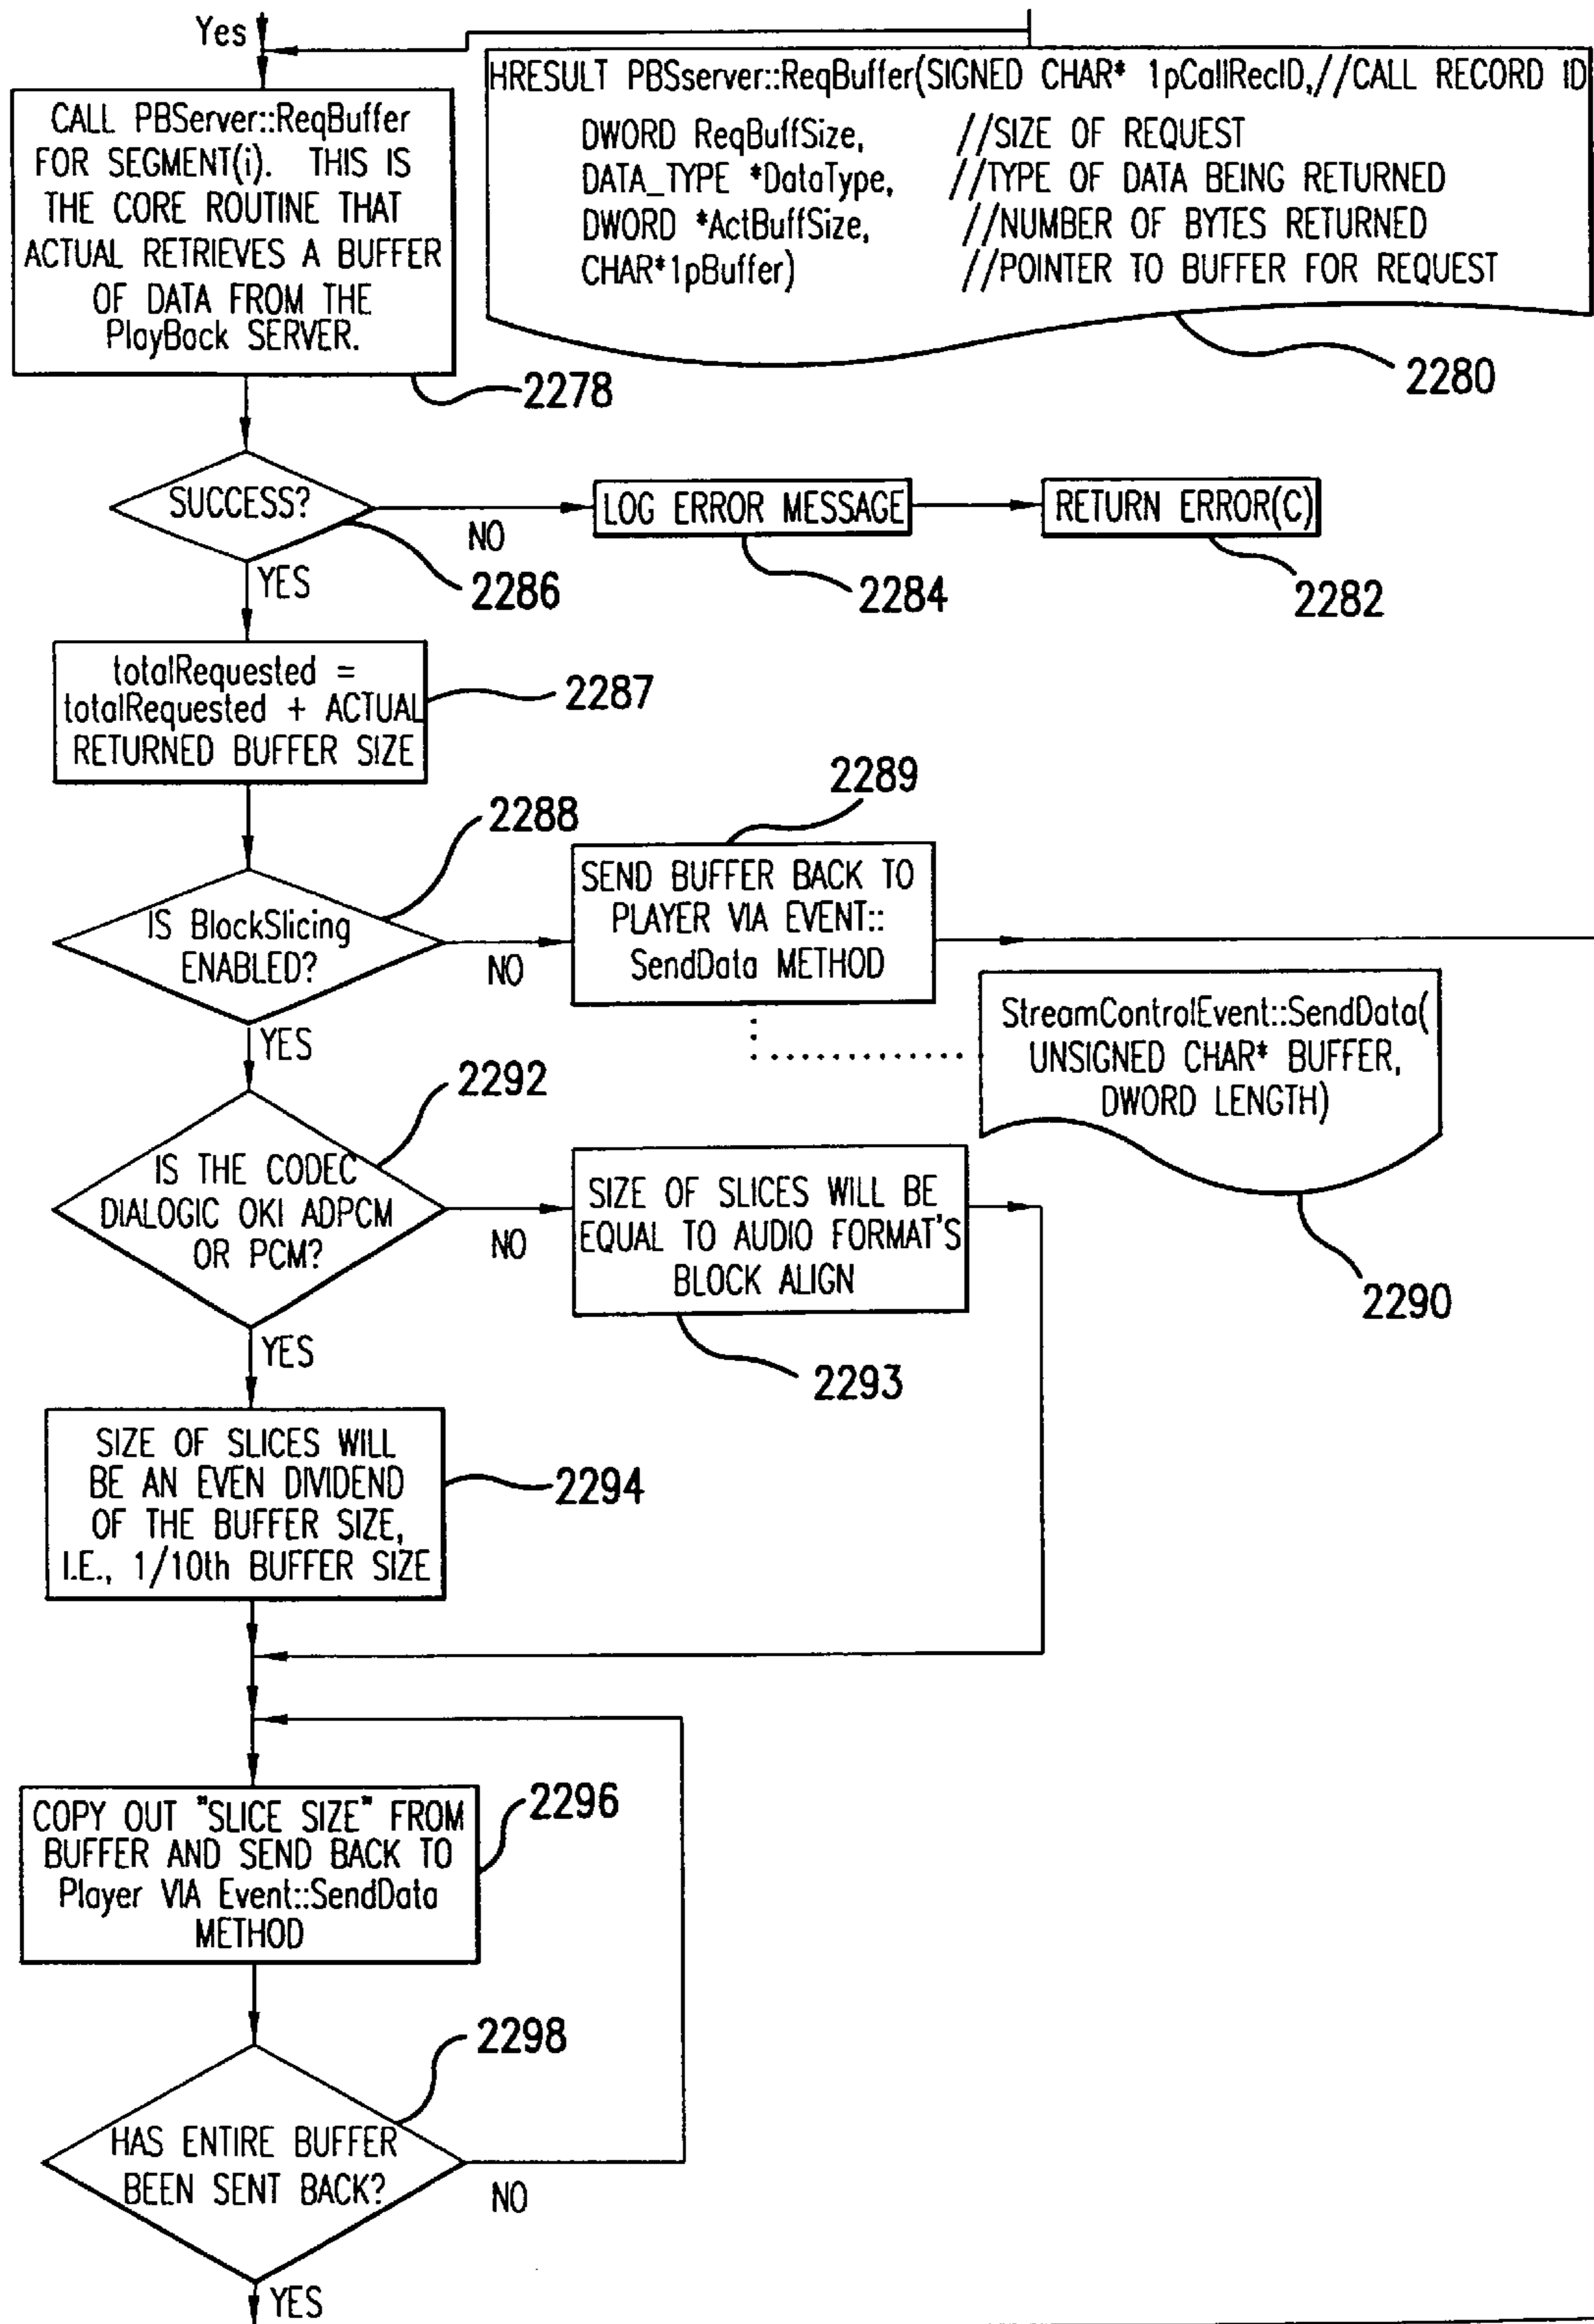 Yes
HRESULT PBSserver::ReqBuffer(SIGNED CHAR* 1pCallRecID,//CALL RECORD ID
DWORD ReqBuffSize, //SIZE OF REQUEST
DATA_TYPE *DataType, //TYPE OF DATA BEING RETURNED
DWORD *ActBuffSize, //NUMBER OF BYTES RETURNED
CHAR*1pBuffer) //POINTER TO BUFFER FOR REQUEST
2280
CALL PBServer::ReqBuffer
FOR SEGMENT(i). THIS IS
THE CORE ROUTINE THAT
ACTUAL RETRIEVES A BUFFER
OF DATA FROM THE
PlayBack SERVER.
2278
SUCCESS?
NO
2286
LOG ERROR MESSAGE
2284
RETURN ERROR(C)
2282
YES
totalRequested =
totalRequested + ACTUAL
RETURNED BUFFER SIZE
2287
2288
IS BlockSlicing
ENABLED?
NO
2289
SEND BUFFER BACK TO
PLAYER VIA EVENT::
SendData METHOD
StreamControlEvent::SendData(
UNSIGNED CHAR* BUFFER,
DWORD LENGTH)
2290
YES
2292
IS THE CODEC
DIALOGIC OKI ADPCM
OR PCM?
NO
SIZE OF SLICES WILL BE
EQUAL TO AUDIO FORMAT'S
BLOCK ALIGN
2293
YES
SIZE OF SLICES WILL
BE AN EVEN DIVIDEND
OF THE BUFFER SIZE,
I.E., 1/10th BUFFER SIZE
2294
COPY OUT "SLICE SIZE" FROM
BUFFER AND SEND BACK TO
Player VIA Event::SendData
METHOD
2296
2298
HAS ENTIRE BUFFER
BEEN SENT BACK?
NO
YES